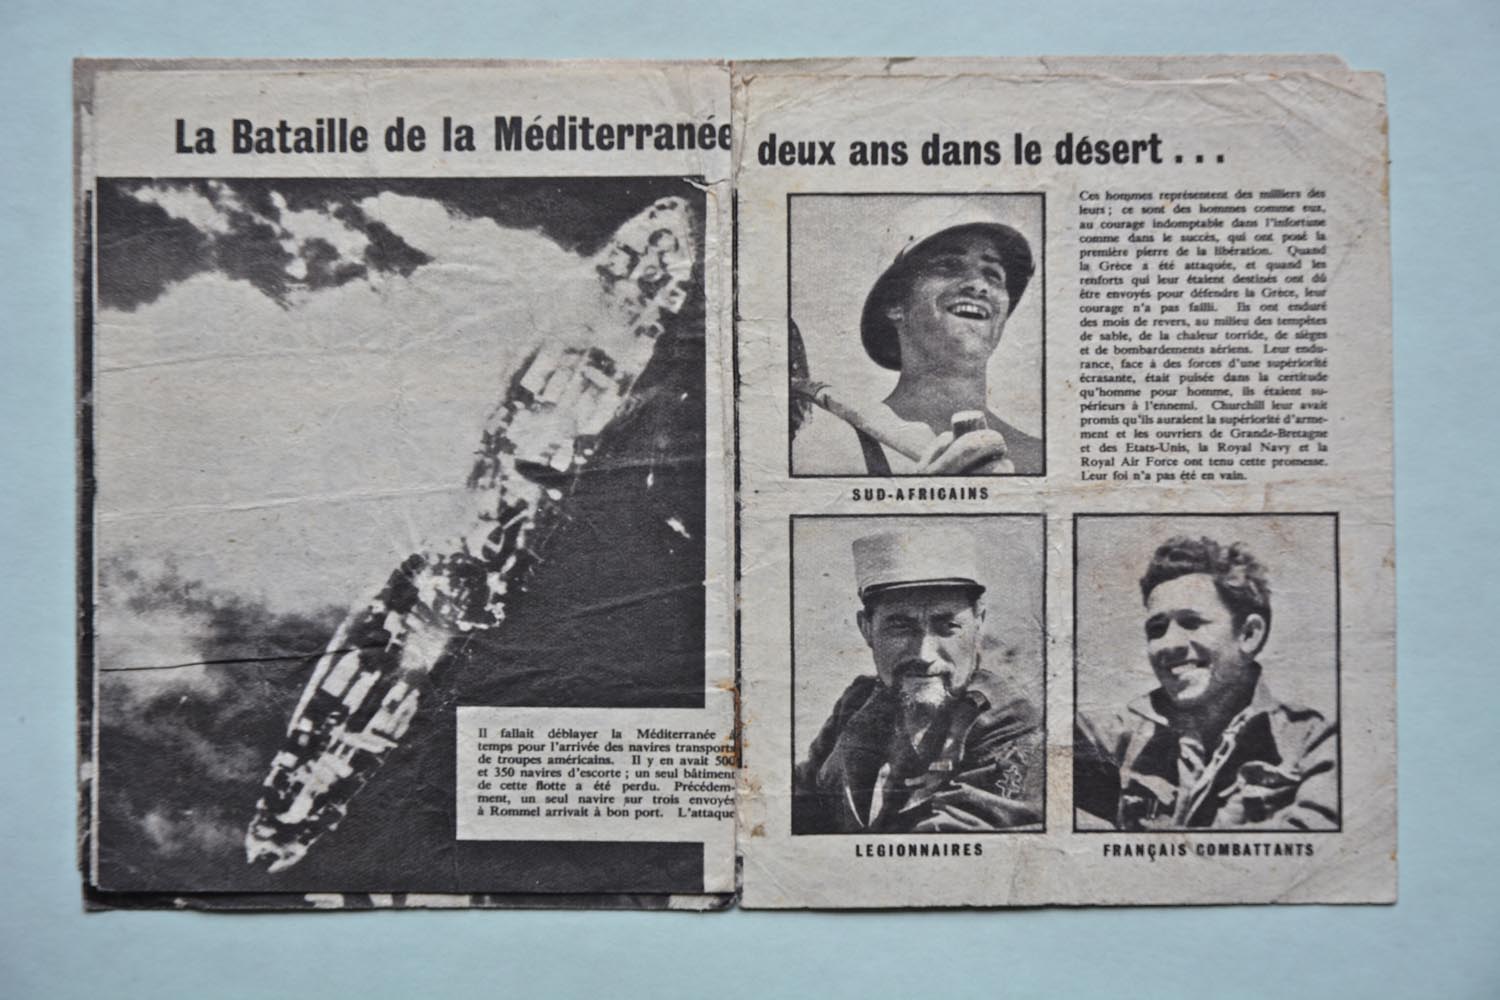 La Bataille de la Méditerranée
Il fallait déblayer la Méditerranée à
temps pour l'arrivée des navires transports
de troupes américains. Il y en avait 500
et 350 navires d'escorte ; un seul bâtiment
de cette flotte a été perdu. Précédem-
ment, un seul navire sur trois envoyés
à Rommel arrivait à bon port. L'attaque
deux ans dans le désert . . .
Ces hommes représentent des milliers des
leurs ; ce sont des hommes comme eux,
au courage indomptable dans l'infortune
comme dans le succès, qui ont posé la
première pierre de la libération. Quand
la Grèce a été attaquée, et quand les
renforts qui leur étaient destinés ont dû
être envoyés pour défendre la Grèce, leur
courage n'a pas failli. Ils ont enduré
des mois de revers, au milieu des tempêtes
de sable, de la chaleur torride, de sièges
et de bombardements aériens. Leur endu-
rance, face à des forces d'une supériorité
écrasante, était puisée dans la certitude
qu'homme pour homme, ils étaient su-
périeurs à l'ennemi. Churchill leur avait
promis qu'ils auraient la supériorité d'arme-
ment et les ouvriers de Grande-Bretagne
et des Etats-Unis, la Royal Navy et la
Royal Air Force ont tenu cette promesse.
Leur foi n'a pas été en vain.
SUD-AFRICAINS
LEGIONNAIRES
FRANÇAIS COMBATTANTS